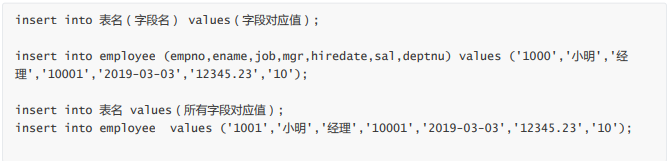 insert into 表名（字段名）values（字段对应值）;
insert into employee (empno,ename,job,mgr,hiredate,sal,deptnu) values ('1000','小明','经
理','10001','2019-03-03','12345.23','10');
insert into 表名 values（所有字段对应值）;
insert into employee  values ('1001','小明','经理','10001','2019-03-03','12345.23','10');